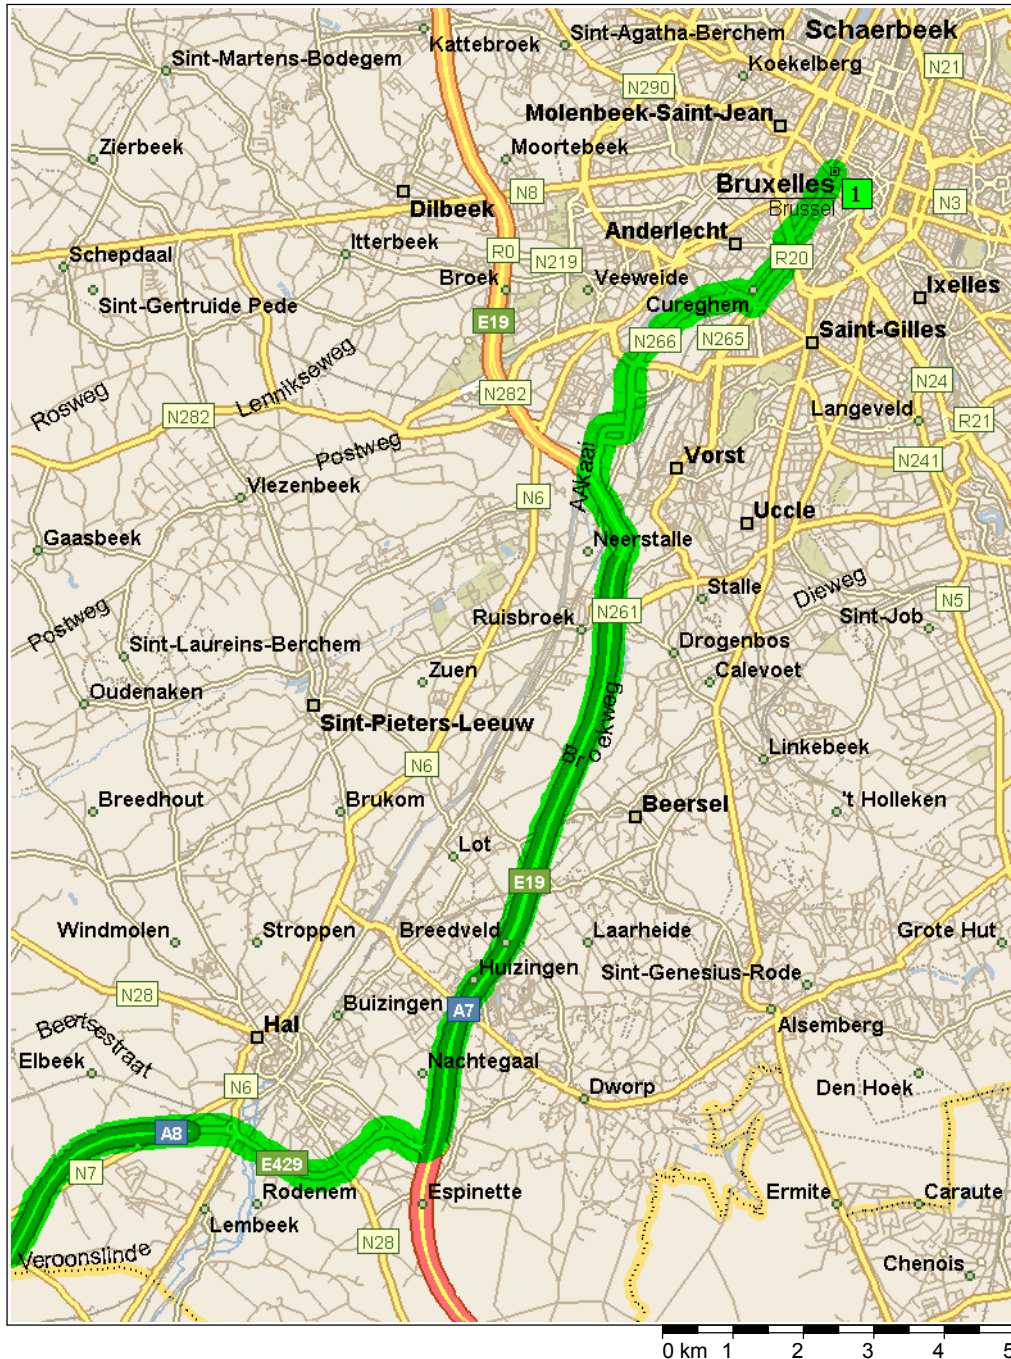 Kattebroek
Sint-Agatha-Berchem
Schaerbeek
Sint-Martens-Bodegem
Koekelberg
N21
N290
Molenbeek-Saint-Jean
Zierbeek
Moortebeek
N8
Bruxelles
1
Brussel
N3
Dilbeek
Anderlecht
Itterbeek
R0
N219
R20
Schepdaal
Broek
Veeweide
Ixelles
Sint-Gertruide Pede
Cureghem
E19
N266
N265
Saint-Gilles
Lennikseweg
N24
Rosweg
N282
N282
Langeveld
R21
Postweg
AAkaai
Vorst
N241
Vlezenbeek
N6
Uccle
Gaasbeek
Neerstalle
Stalle
Dieweg
N5
Postweg
Ruisbroek
N261
Sint-Job
Sint-Laureins-Berchem
Drogenbos
Zuen
Calevoet
Oudenaken
Sint-Pieters-Leeuw
Broekweg
Linkebeek
N6
Breedhout
Brukom
Beersel
't Holleken
Lot
E19
Windmolen
Stroppen
Breedveld
Laarheide
Grote Hut
Huizingen
Sint-Genesius-Rode
N28
Buizingen
A7
Hal
Alsemberg
Beertsestraat
Elbeek
Nachtegaal
N6
Dworp
Den Hoek
A8
N7
E429
Rodenem
Espinette
Ermite
Caraute
Lembeek
N28
Veroonslinde
Chenois
0 km 1 2 3 4 5